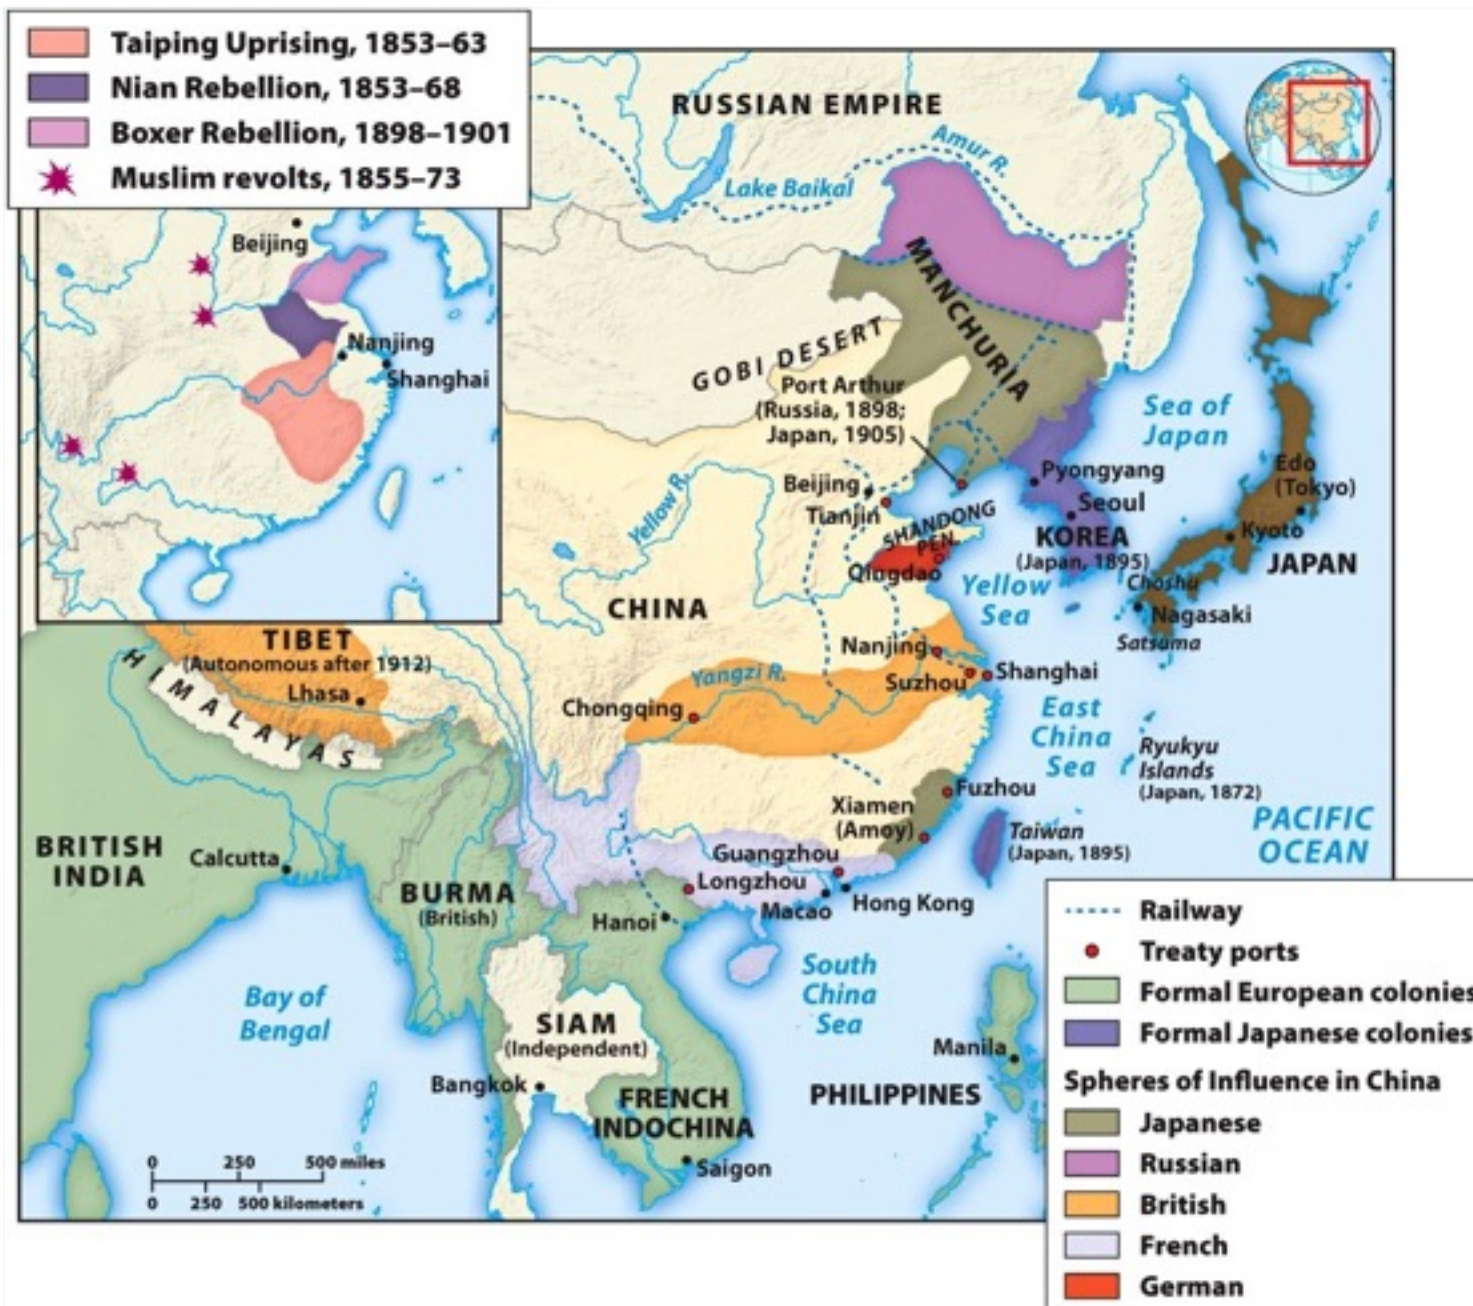 Taiping Uprising, 1853–63
Nian Rebellion, 1853–68
Boxer Rebellion, 1898–1901
Muslim revolts, 1855–73
Beijing
Nanjing
Shanghai
RUSSIAN EMPIRE
Amur R.
Lake Baikal
MANCHURIA
GOBI DESERT
Port Arthur
(Russia, 1898;
Japan, 1905)
Sea of
Japan
Beijing
Tianjin
Yellow R.
SHANDONG
PEN.
Qingdao
Pyongyang
Seoul
KOREA
(Japan, 1895)
Edo
(Tokyo)
Kyoto
JAPAN
Choshu
Nagasaki
Satsuma
Yellow
Sea
CHINA
TIBET
(Autonomous after 1912)
Lhasa
HIMALAYAS
Nanjing
Yangzi R.
Suzhou
Shanghai
Chongqing
East
China
Sea
Ryukyu
Islands
(Japan, 1872)
Fuzhou
Xiamen
(Amoy)
Taiwan
(Japan, 1895)
PACIFIC
OCEAN
BRITISH
INDIA
Calcutta
BURMA
(British)
Guangzhou
Longzhou
Macao
Hong Kong
Hanoi
Bay of
Bengal
South
China
Sea
SIAM
(Independent)
Bangkok
FRENCH
INDOCHINA
Saigon
Manila
PHILIPPINES
0 250 500 miles
0 250 500 kilometers
Railway
Treaty ports
Formal European colonies
Formal Japanese colonies
Spheres of Influence in China
Japanese
Russian
British
French
German